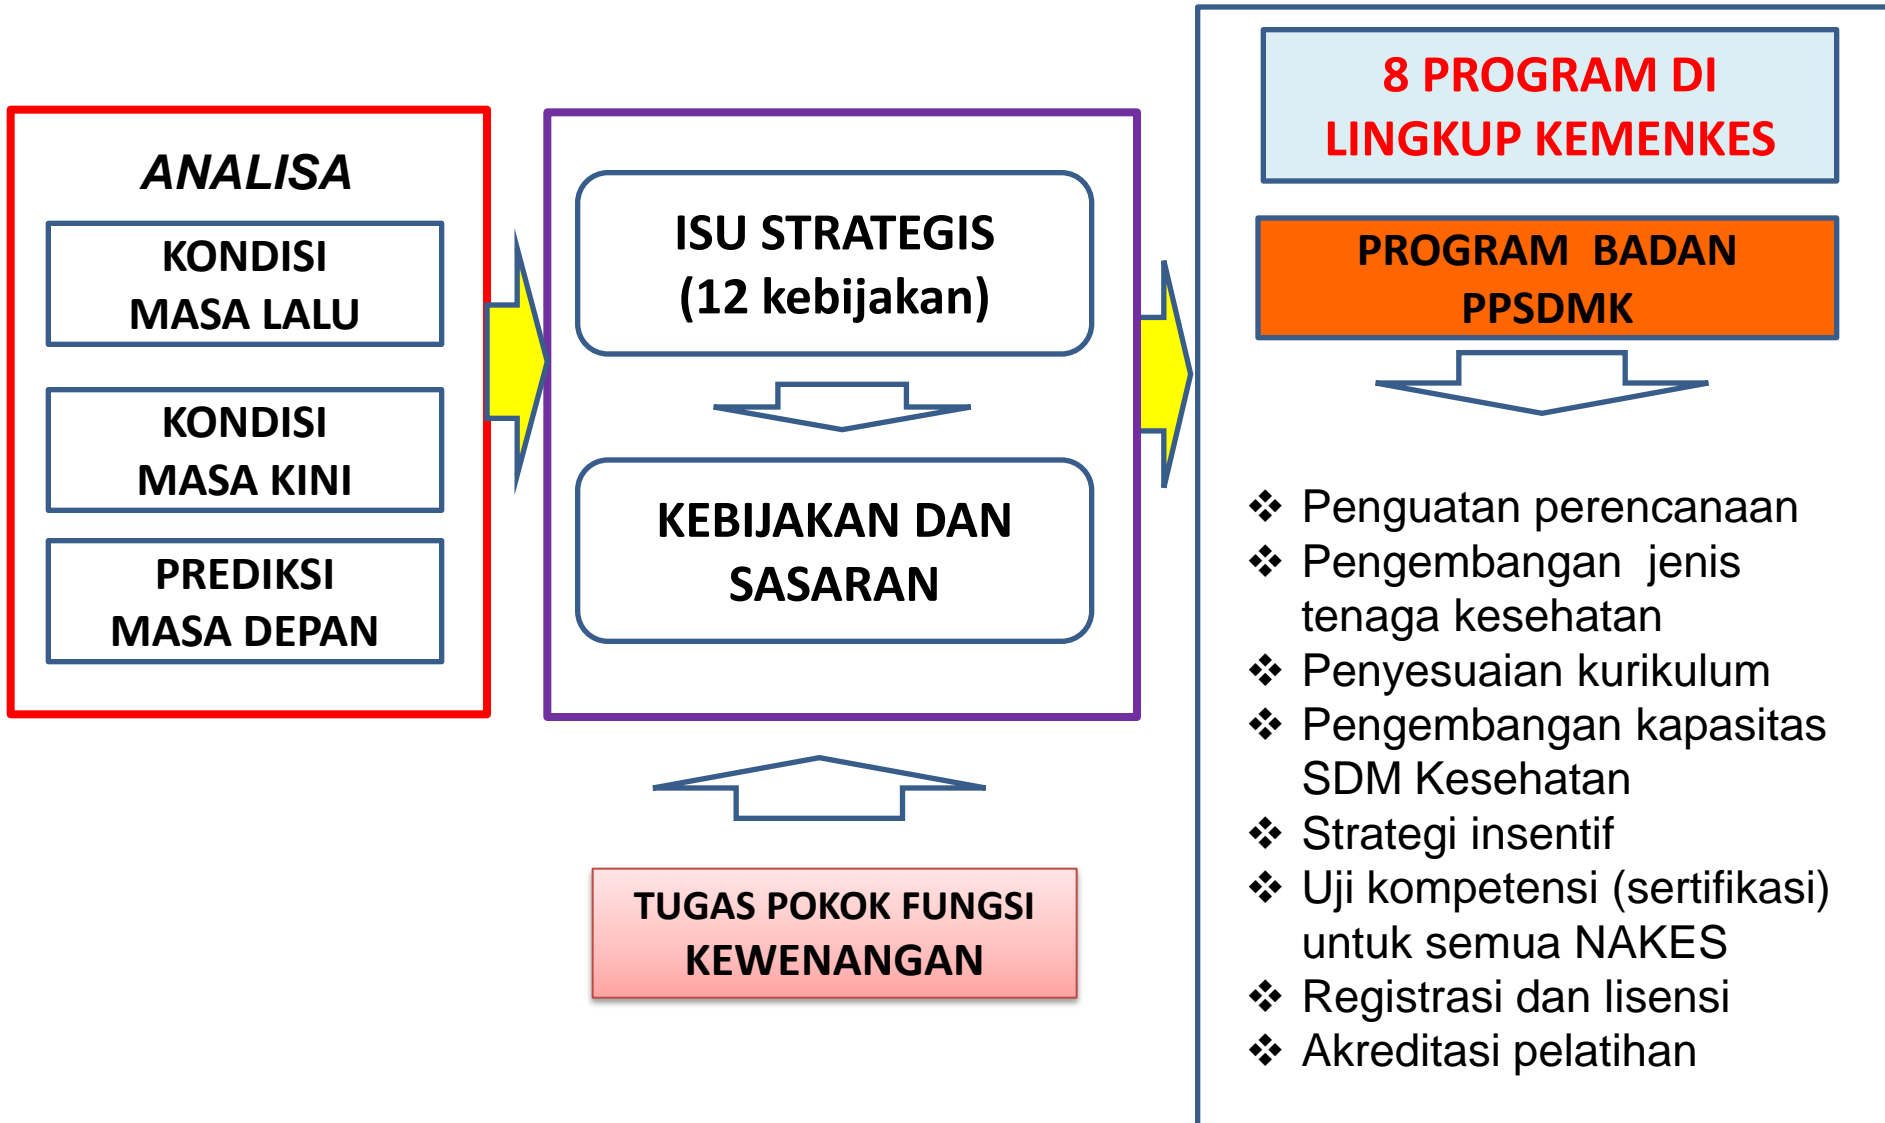 ANALISA
KONDISI
MASA LALU
KONDISI
MASA KINI
PREDIKSI
MASA DEPAN
ISU STRATEGIS
(12 kebijakan)
KEBIJAKAN DAN
SASARAN
TUGAS POKOK FUNGSI
KEWENANGAN
8 PROGRAM DI
LINGKUP KEMENKES
PROGRAM BADAN
PPSDMK
❖ Penguatan perencanaan
❖ Pengembangan jenis
tenaga kesehatan
❖ Penyesuaian kurikulum
❖ Pengembangan kapasitas
SDM Kesehatan
❖ Strategi insentif
❖ Uji kompetensi (sertifikasi)
untuk semua NAKES
❖ Registrasi dan lisensi
❖ Akreditasi pelatihan